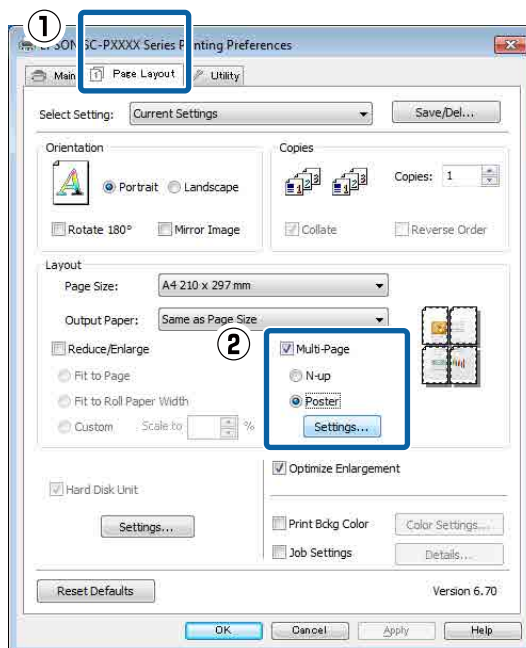 1
EPSON SC-PXXXX Series Printing Preferences
Main Page Layout Utility
Select Setting: Current Settings Save/Del...
Orientation
Portrait Landscape
Rotate 180° Mirror Image
Copies
Copies: 1
Collate Reverse Order
Layout
Page Size: A4 210 x 297 mm
Output Paper: Same as Page Size
Reduce/Enlarge
Fit to Page
Fit to Roll Paper Width
Custom Scale to %
2
Multi-Page
N-up
Poster
Settings...
Optimize Enlargement
Hard Disk Unit
Settings...
Print Bckg Color Color Settings...
Job Settings Details...
Reset Defaults Version 6.70
OK Cancel Apply Help